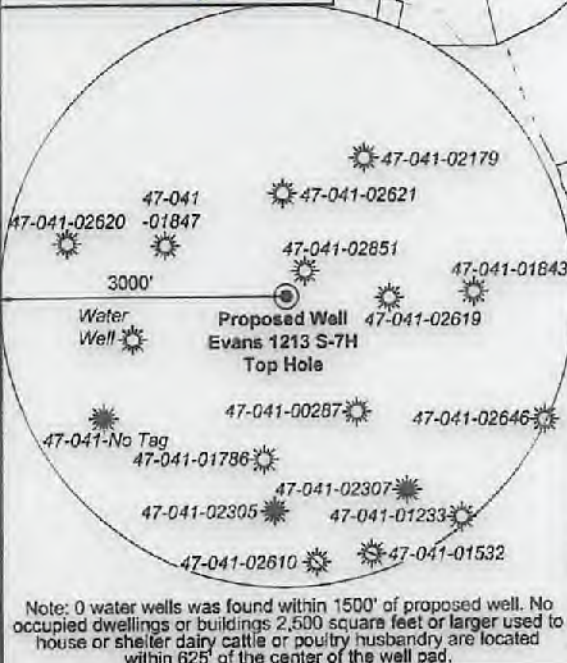 47-041-02179
47-041
-01847
47-041-02621
47-041-02620
47-041-02851
47-041-01843
3000'
Water
Well
Proposed Well
Evans 1213 S-7H
Top Hole
47-041-02619
47-041-00287
47-041-02646
47-041-No Tag
47-041-01786
47-041-02307
47-041-02305
47-041-01233
47-041-02610
47-041-01532
Note: 0 water wells was found within 1500' of proposed well. No
occupied dwellings or buildings 2,500 square feet or larger used to
house or shelter dairy cattle or poultry husbandry are located
within 625' of the center of the well pad.